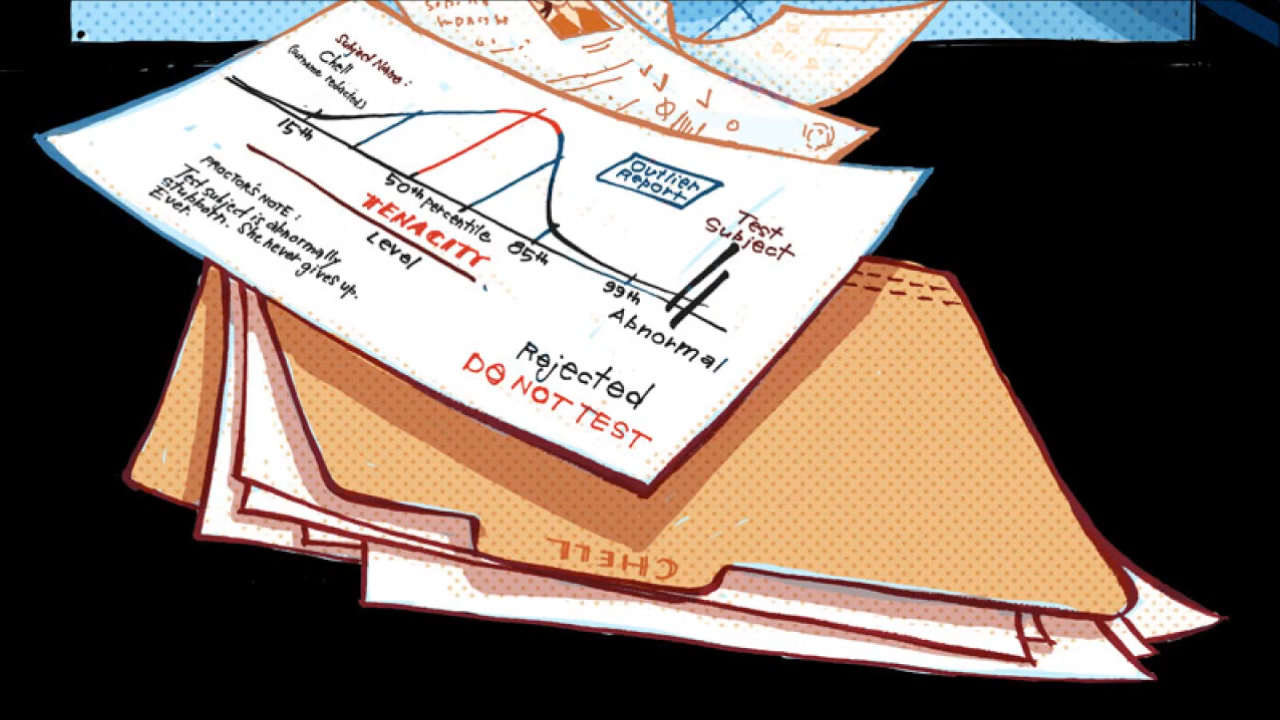 Subject Name:
Chell
(surname redacted)
15th
50th percentile
85th
99th
Abnormal
TENACITY
Level
Outlier
Report
Test
Subject
PROCTOR'S NOTE:
Test subject is abnormally
stubborn. She never gives up.
Ever.
Rejected
DO NOT TEST
CHELL